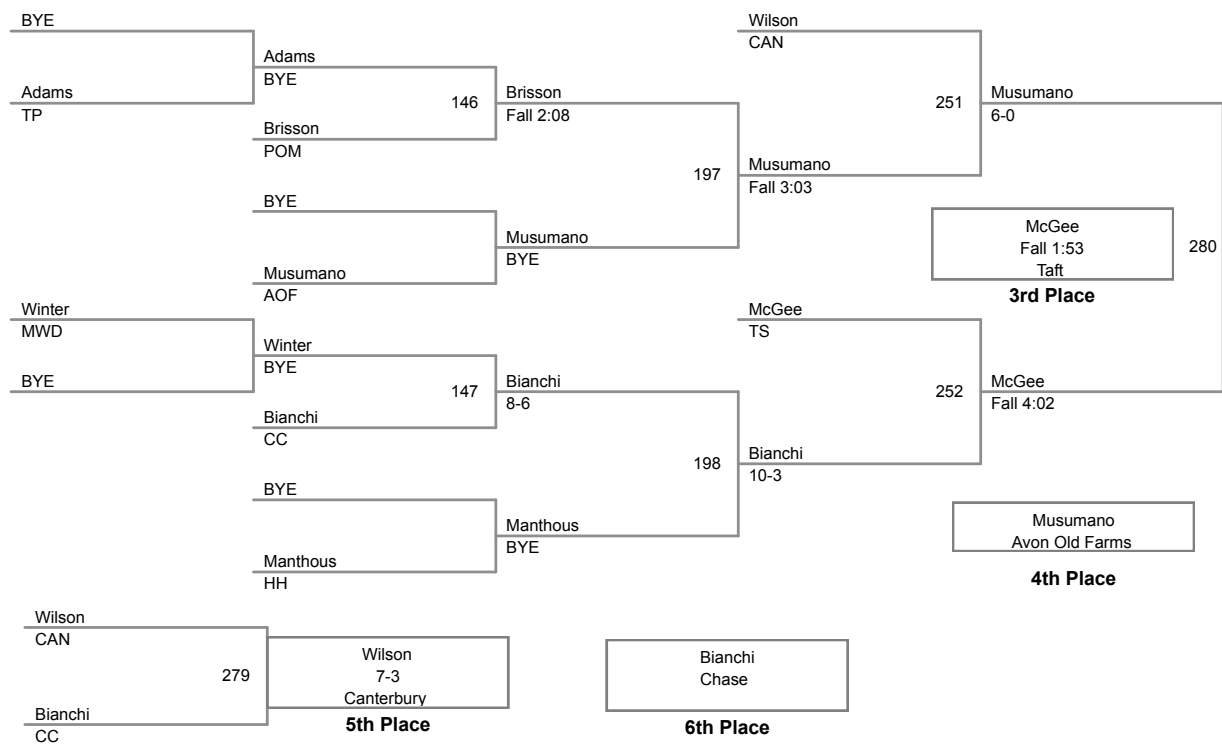 BYE
Adams
TP
Adams
BYE
146
Brisson
POM
Brisson
Fall 2:08
BYE
Musumano
AOF
Musumano
BYE
197
Musumano
Fall 3:03
Wilson
CAN
251
Musumano
6-0
McGee
Fall 1:53
Taft
3rd Place
280
Winter
MWD
BYE
Winter
BYE
147
Bianchi
CC
Bianchi
8-6
BYE
Manthous
HH
Manthous
BYE
198
Bianchi
10-3
McGee
TS
252
McGee
Fall 4:02
Musumano
Avon Old Farms
4th Place
Wilson
CAN
279
Bianchi
CC
Wilson
7-3
Canterbury
5th Place
Bianchi
Chase
6th Place